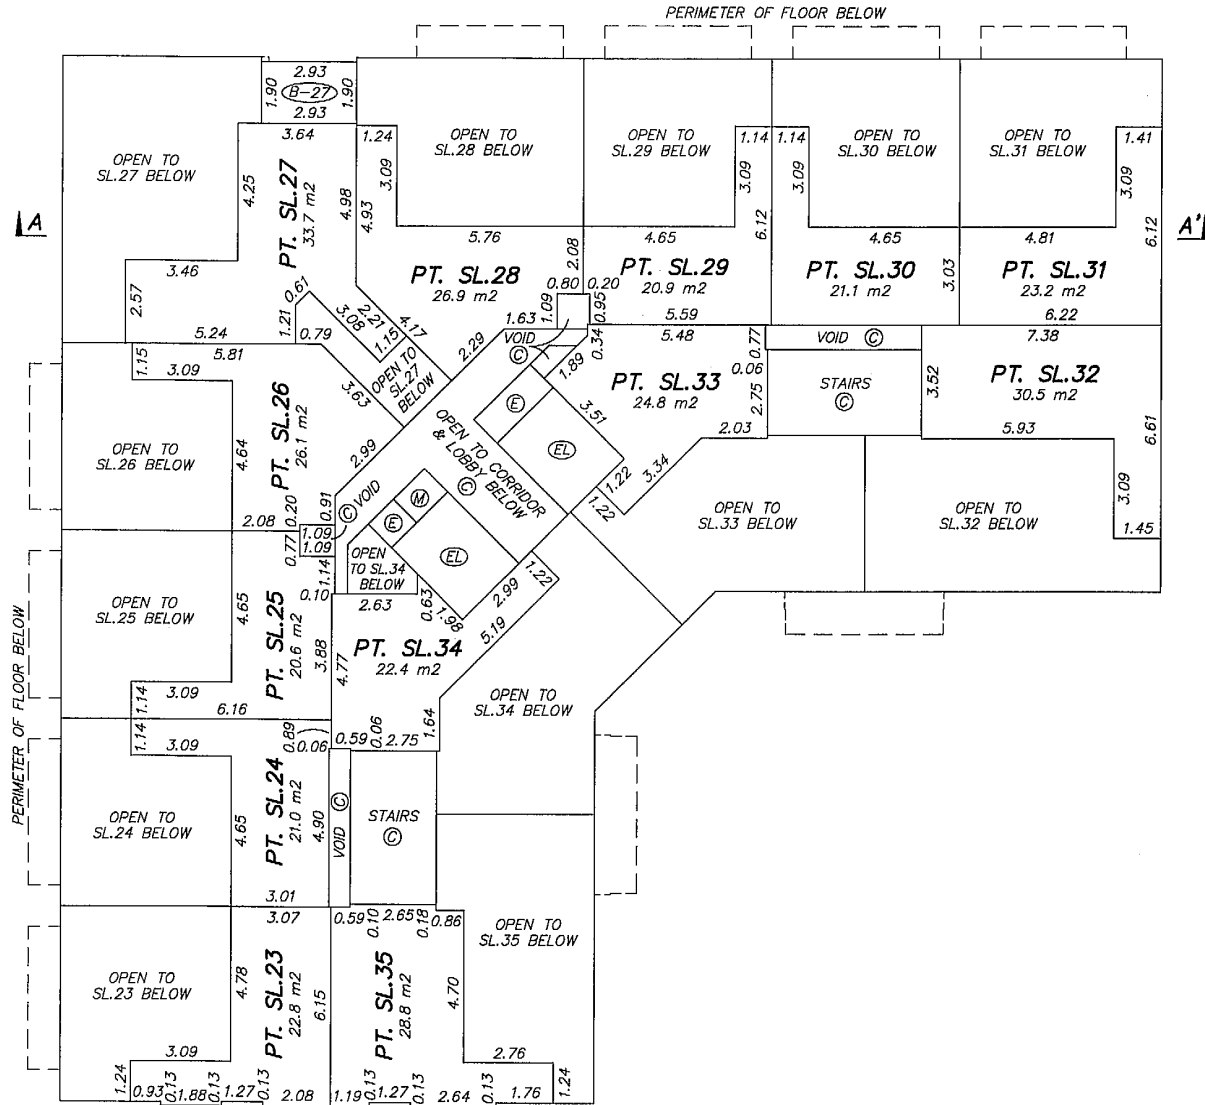 PERIMETER OF FLOOR BELOW
2.93
1.90
B-27
1.90
2.93
3.64
1.24
1.14
1.14
1.41
OPEN TO
SL.27 BELOW
OPEN TO
SL.28 BELOW
OPEN TO
SL.29 BELOW
OPEN TO
SL.30 BELOW
OPEN TO
SL.31 BELOW
3.09
3.09
3.09
3.09
4.25
PT. SL.27
33.7 m2
4.98
4.93
6.12
6.12
A
A'
5.76
4.65
4.65
4.81
3.46
2.08
PT. SL.28
26.9 m2
PT. SL.29
20.9 m2
PT. SL.30
21.1 m2
3.03
PT. SL.31
23.2 m2
2.57
0.61
1.21
3.08
2.21
1.15
4.17
0.80
0.20
1.09
0.95
5.59
6.22
5.24
0.79
1.63
2.29
VOID
C
0.34
5.48
0.77
VOID C
7.38
5.81
1.15
3.09
3.63
OPEN TO
SL.27
BELOW
1.89
PT. SL.33
24.8 m2
0.06
2.75
STAIRS
C
3.52
PT. SL.32
30.5 m2
PT. SL.26
26.1 m2
E
3.51
2.03
5.93
6.61
OPEN TO
SL.26 BELOW
4.64
2.99
OPEN TO CORRIDOR
& LOBBY BELOW
C
EL
3.34
1.22
1.22
3.09
1.45
C VOID
M
E
0.20
0.91
2.08
1.09
1.09
0.77
1.14
0.10
OPEN
TO SL.34
BELOW
EL
OPEN TO
SL.33 BELOW
OPEN TO
SL.32 BELOW
1.22
2.99
5.19
2.63
0.63
1.98
OPEN TO
SL.25 BELOW
4.65
PT. SL.25
20.6 m2
3.88
4.77
PT. SL.34
22.4 m2
3.09
1.14
6.16
1.64
OPEN TO
SL.34 BELOW
PERIMETER OF FLOOR BELOW
1.14
3.09
0.89
0.06
0.59
0.06
2.75
PT. SL.24
21.0 m2
OPEN TO
SL.24 BELOW
4.65
4.90
VOID C
STAIRS
C
3.01
3.07
0.59
0.10
2.65
0.18
0.86
OPEN TO
SL.35 BELOW
OPEN TO
SL.23 BELOW
4.78
PT. SL.23
22.8 m2
6.15
PT. SL.35
28.8 m2
4.70
3.09
2.76
1.24
0.93
0.13
1.88
0.13
1.27
0.13
2.08
1.19
0.13
1.27
0.13
2.64
0.13
1.76
1.24